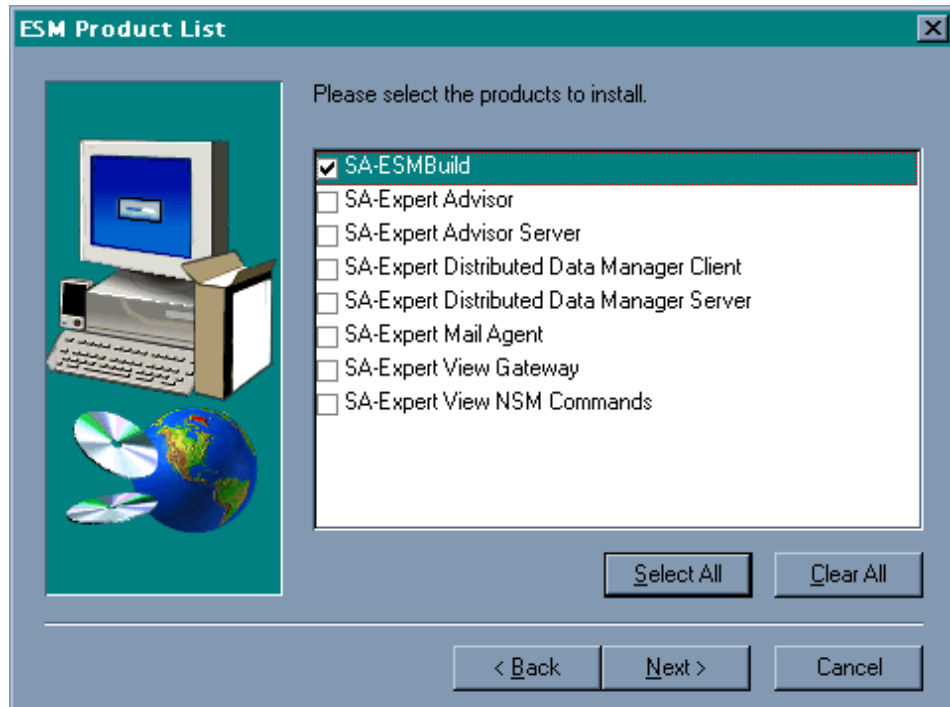 ESM Product List
Please select the products to install.
SA-ESMBuild
SA-Expert Advisor
SA-Expert Advisor Server
SA-Expert Distributed Data Manager Client
SA-Expert Distributed Data Manager Server
SA-Expert Mail Agent
SA-Expert View Gateway
SA-Expert View NSM Commands
Select All Clear All
< Back Next > Cancel